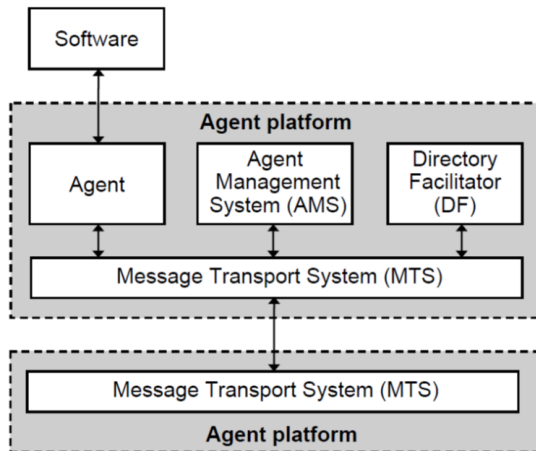 Software
Agent platform
Agent
Agent
Management
System (AMS)
Directory
Facilitator
(DF)
Message Transport System (MTS)
Message Transport System (MTS)
Agent platform